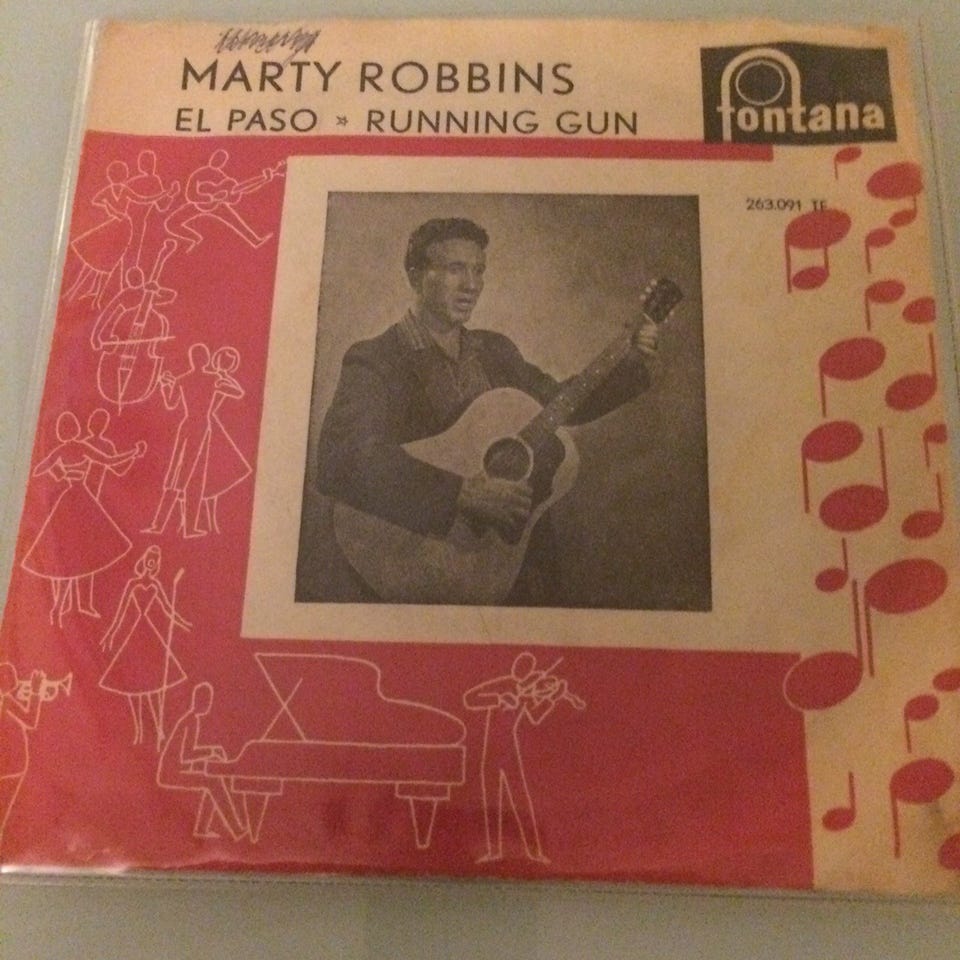 MARTY ROBBINS
EL PASO * RUNNING GUN
fontana
263.091 TF